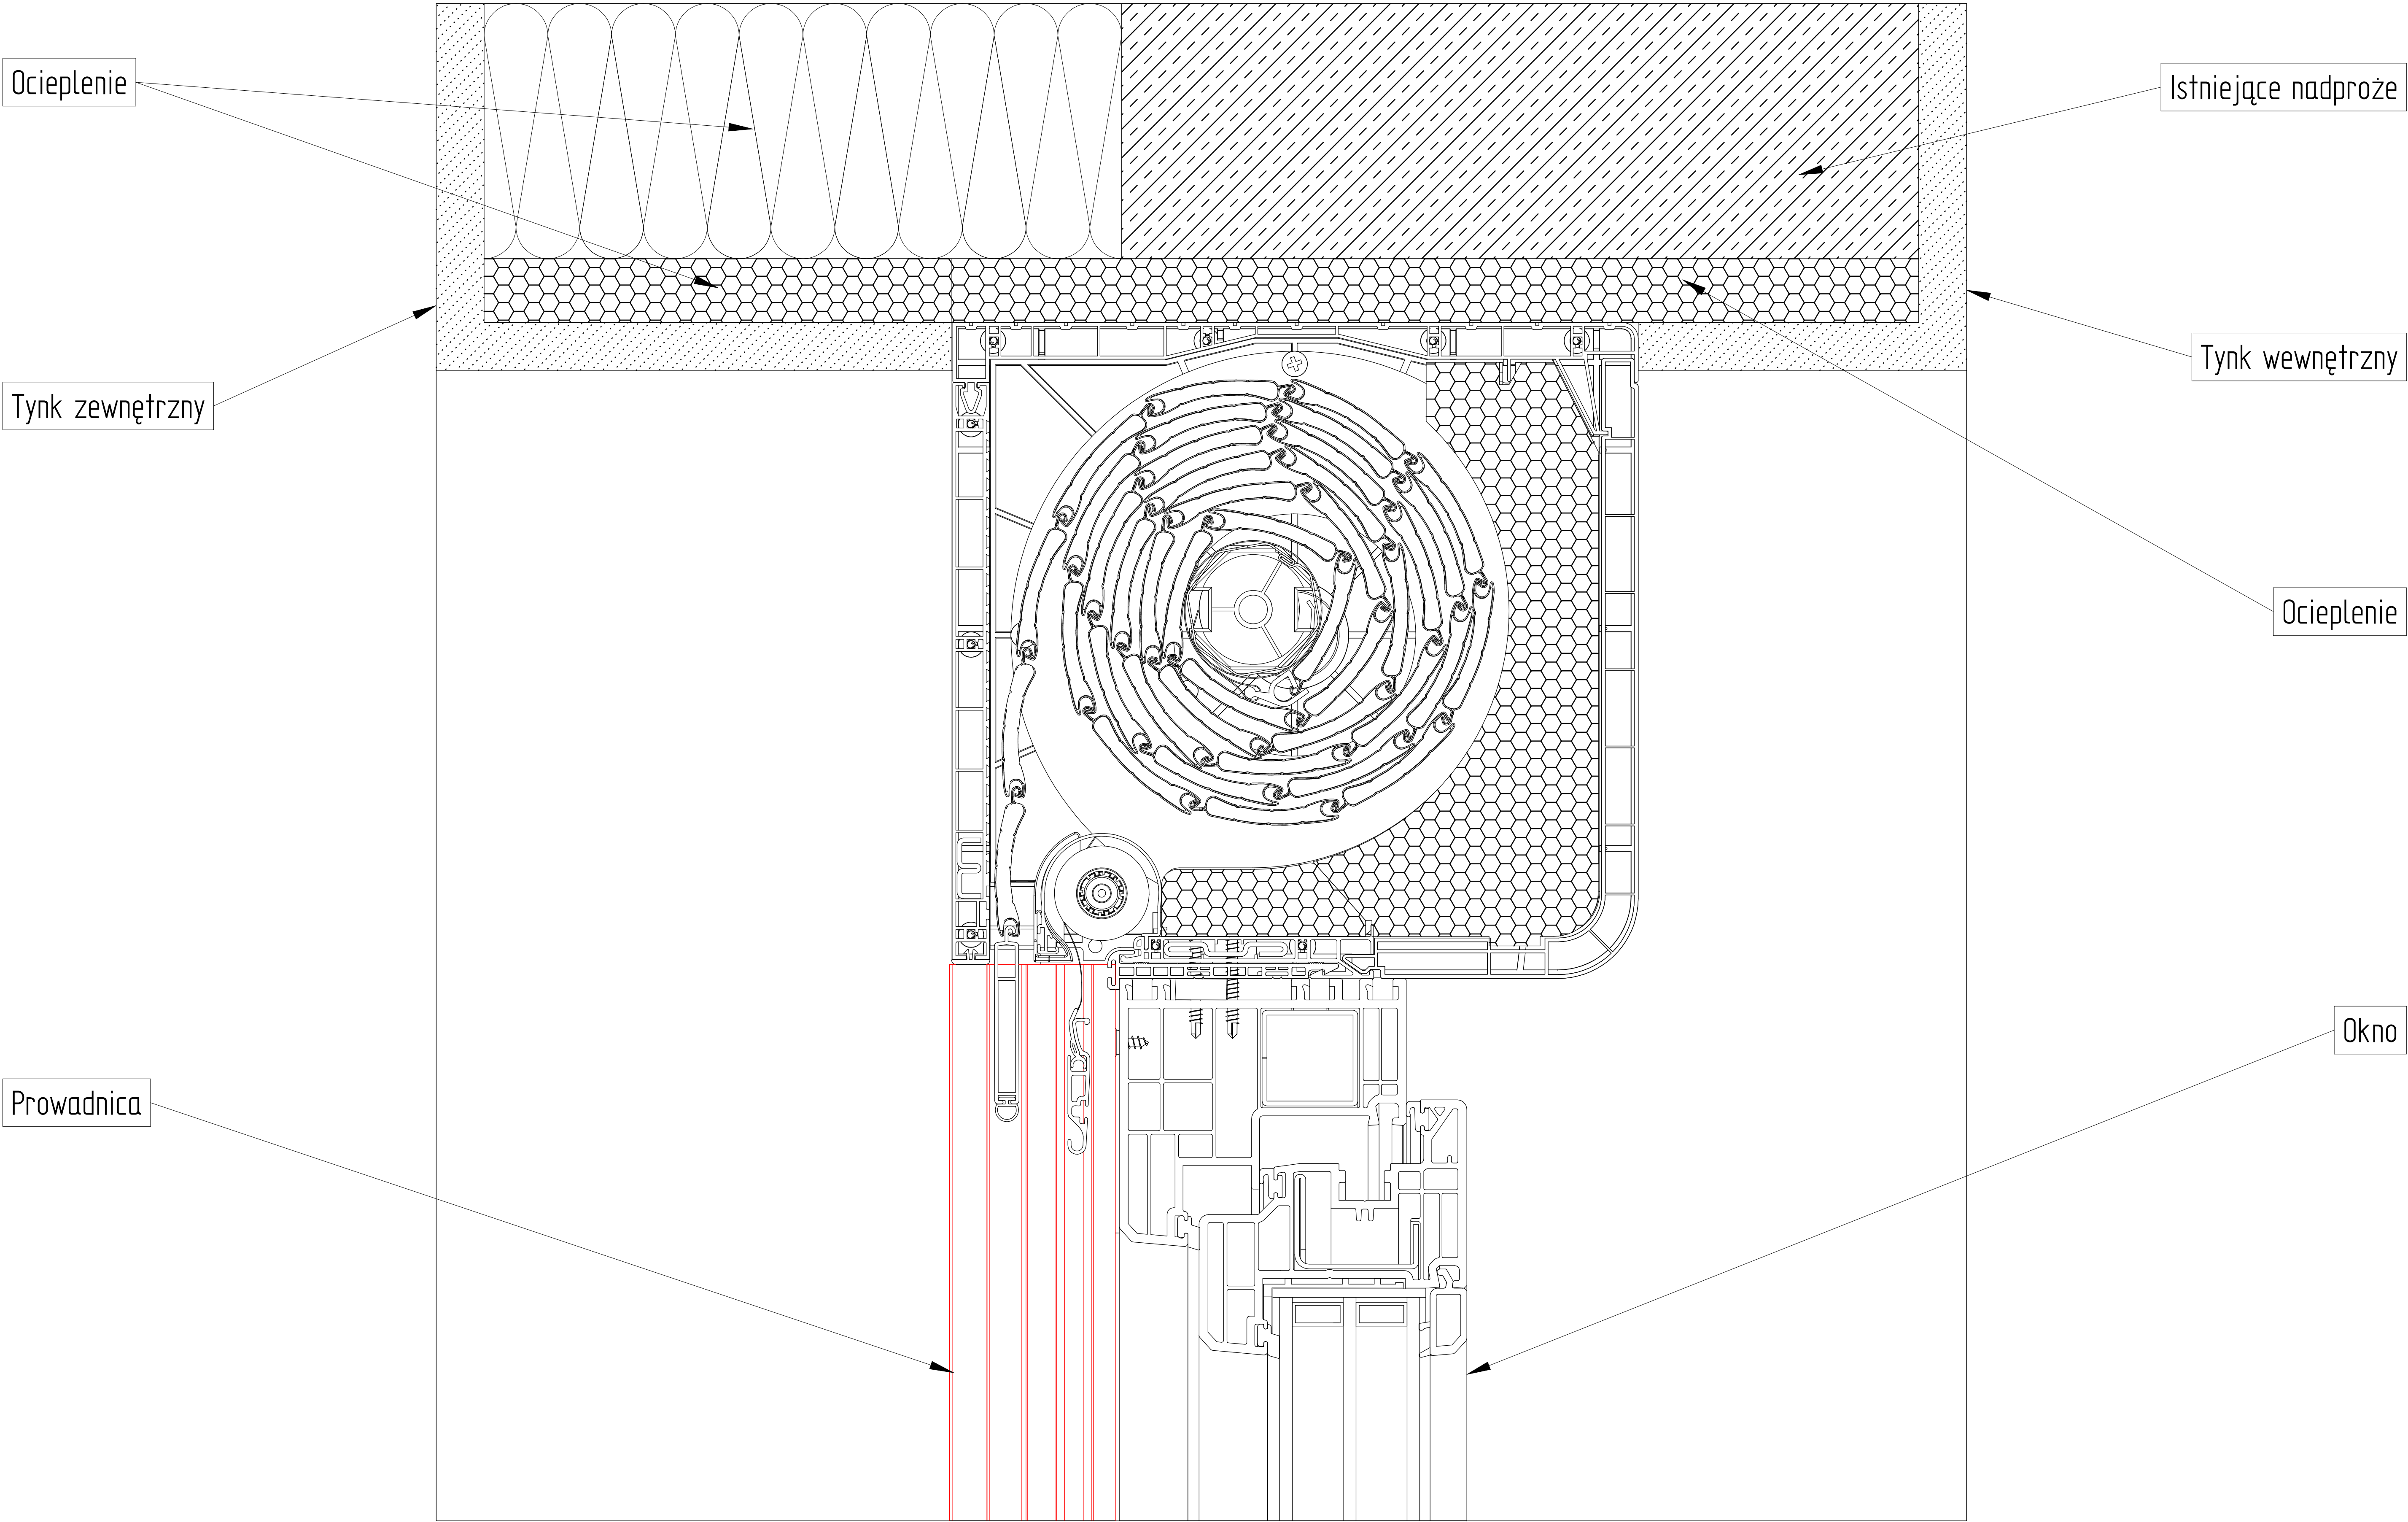 Ocieplenie
Istniejące nadproże
Tynk zewnętrzny
Tynk wewnętrzny
Ocieplenie
Prowadnica
Okno